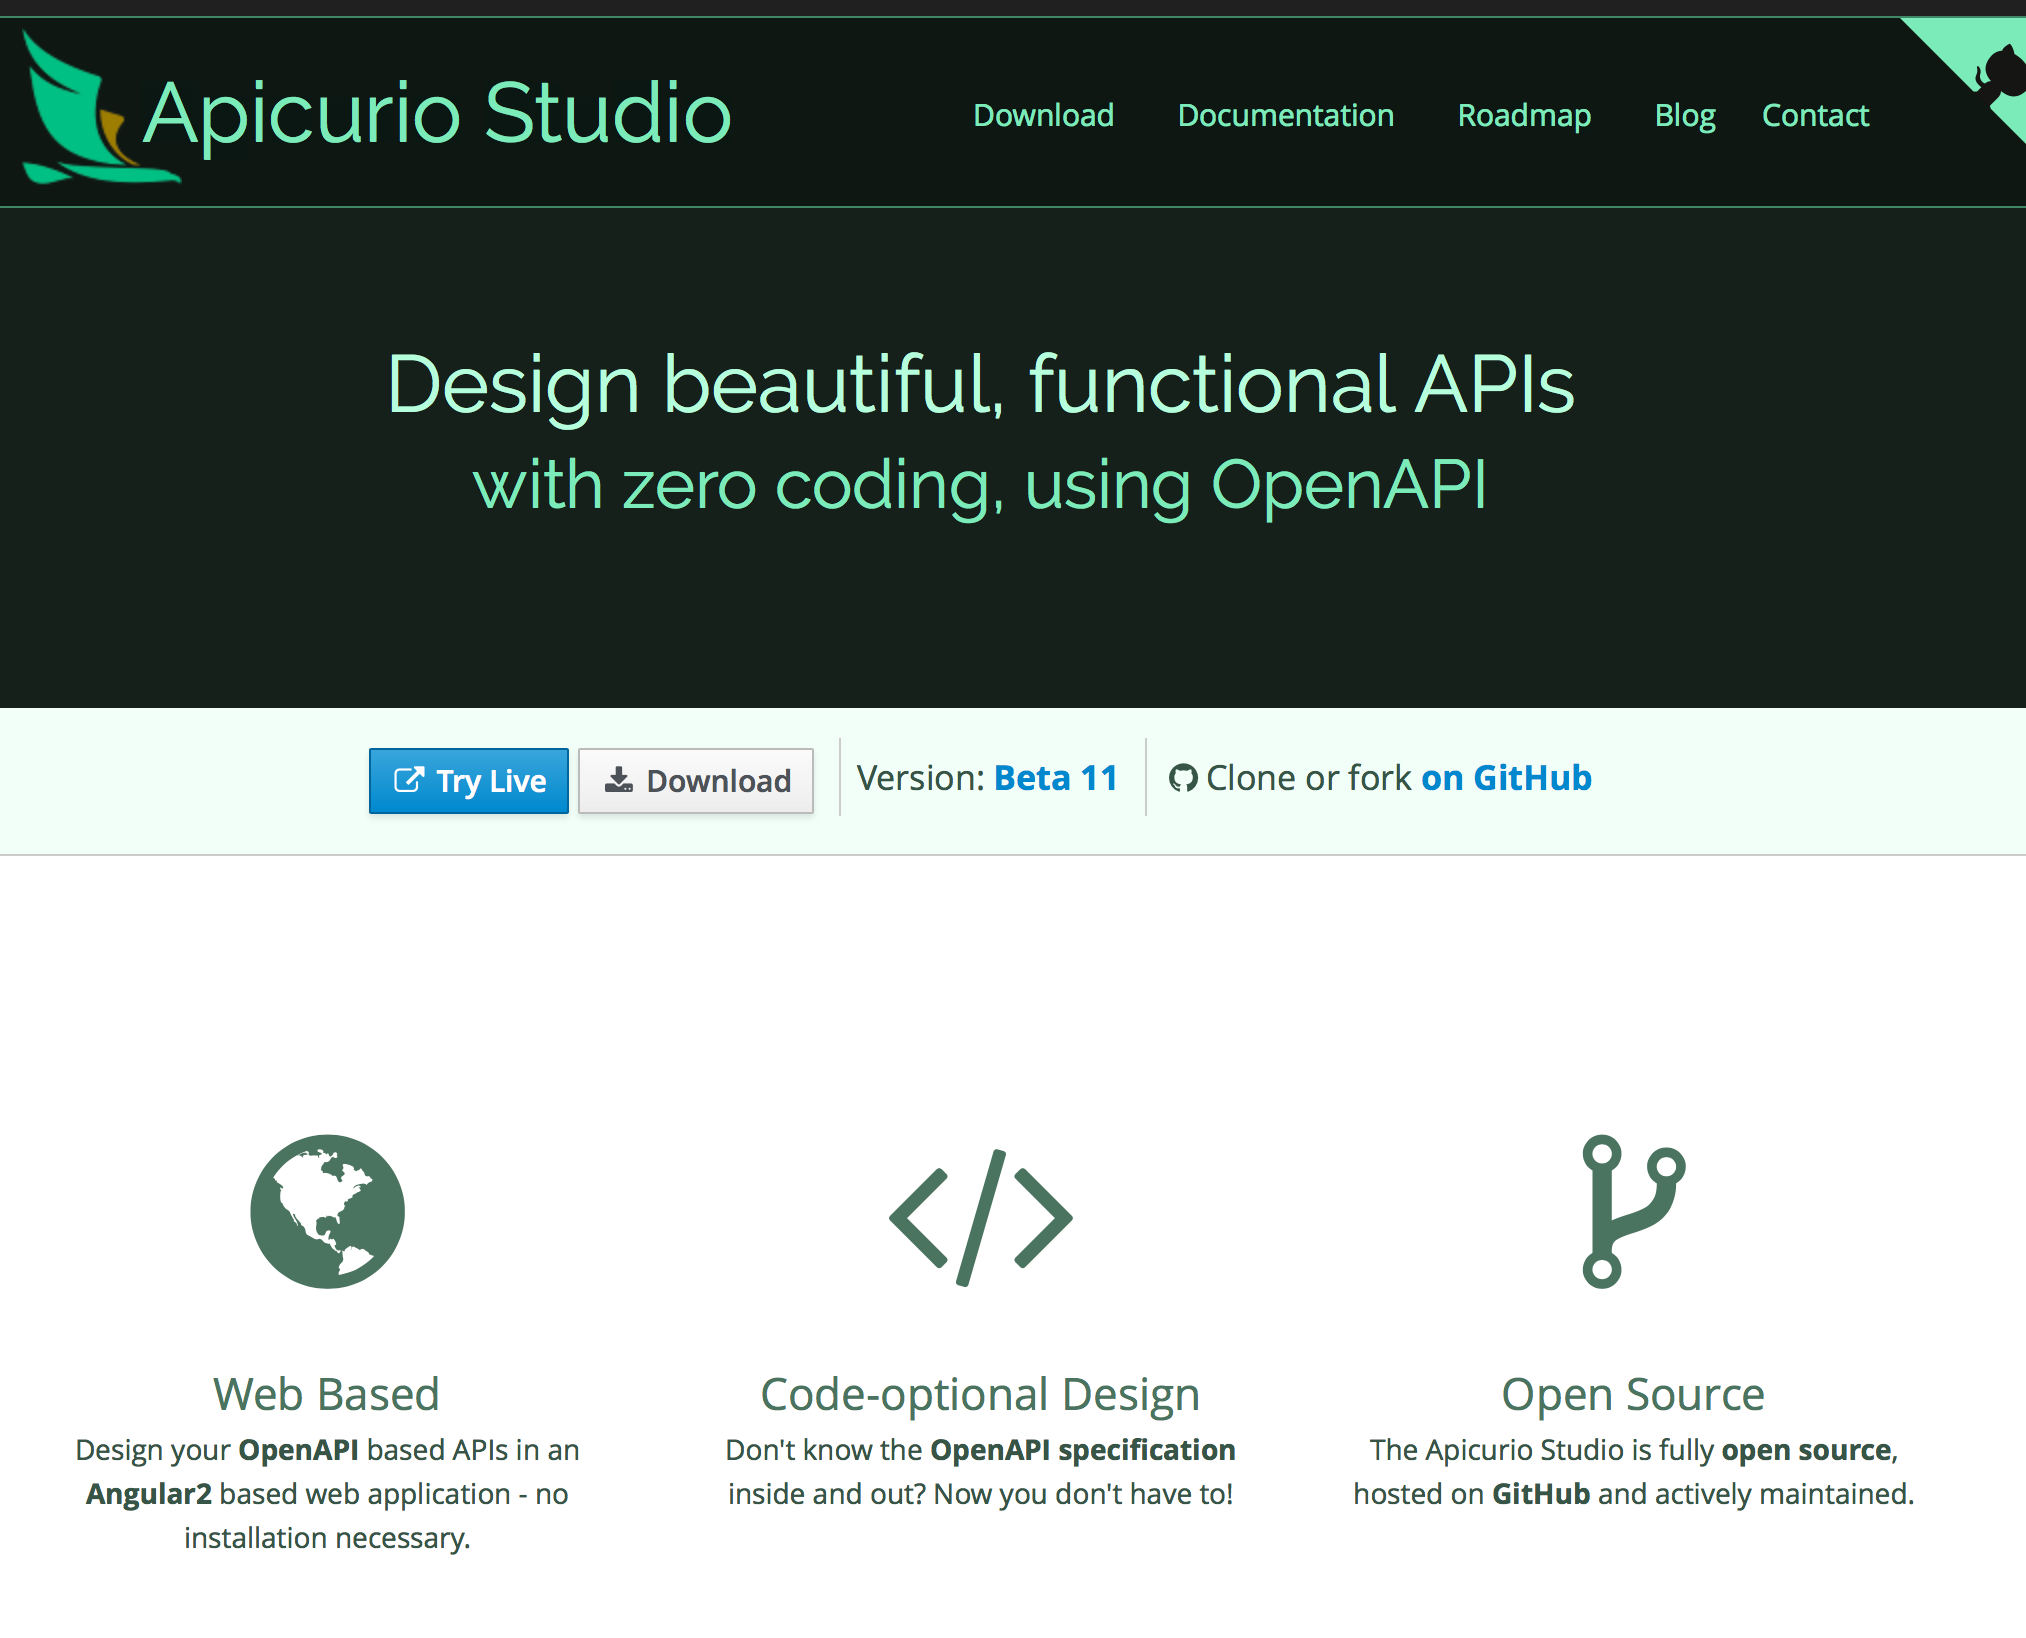 Apicurio Studio
Download Documentation Roadmap Blog Contact
Design beautiful, functional APIs
with zero coding, using OpenAPI
Try Live Download Version: Beta 11 Clone or fork on GitHub
Web Based
Design your OpenAPI based APIs in an
Angular2 based web application - no
installation necessary.
Code-optional Design
Don't know the OpenAPI specification
inside and out? Now you don't have to!
Open Source
The Apicurio Studio is fully open source,
hosted on GitHub and actively maintained.